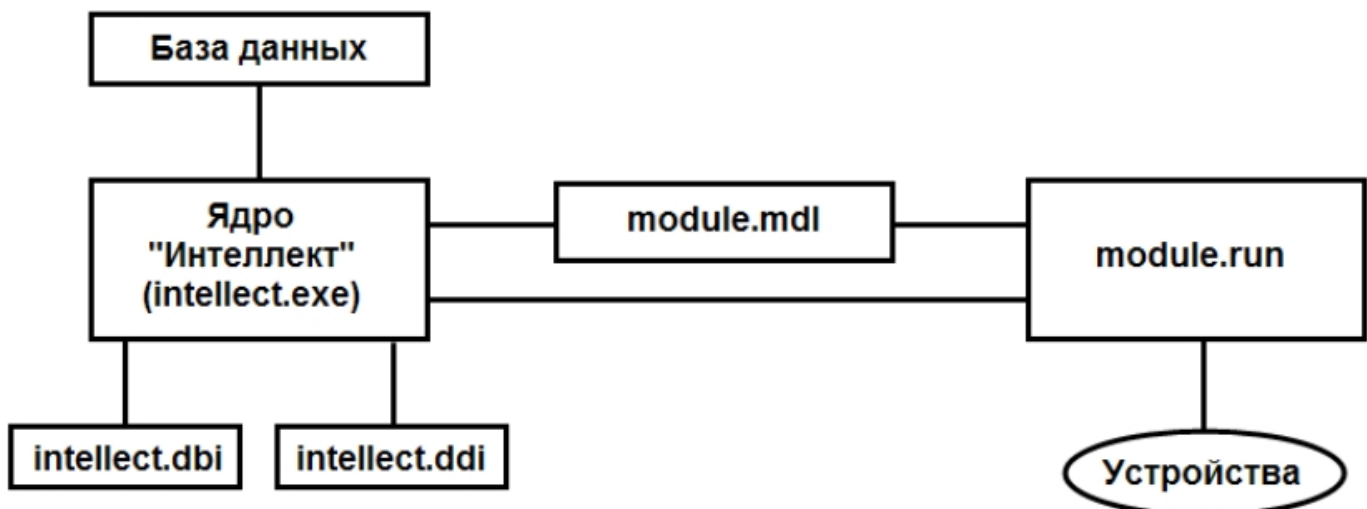 База данных
Ядро
"Интеллект"
(intellect.exe)
module.mdl
module.run
intellect.dbi
intellect.ddi
Устройства